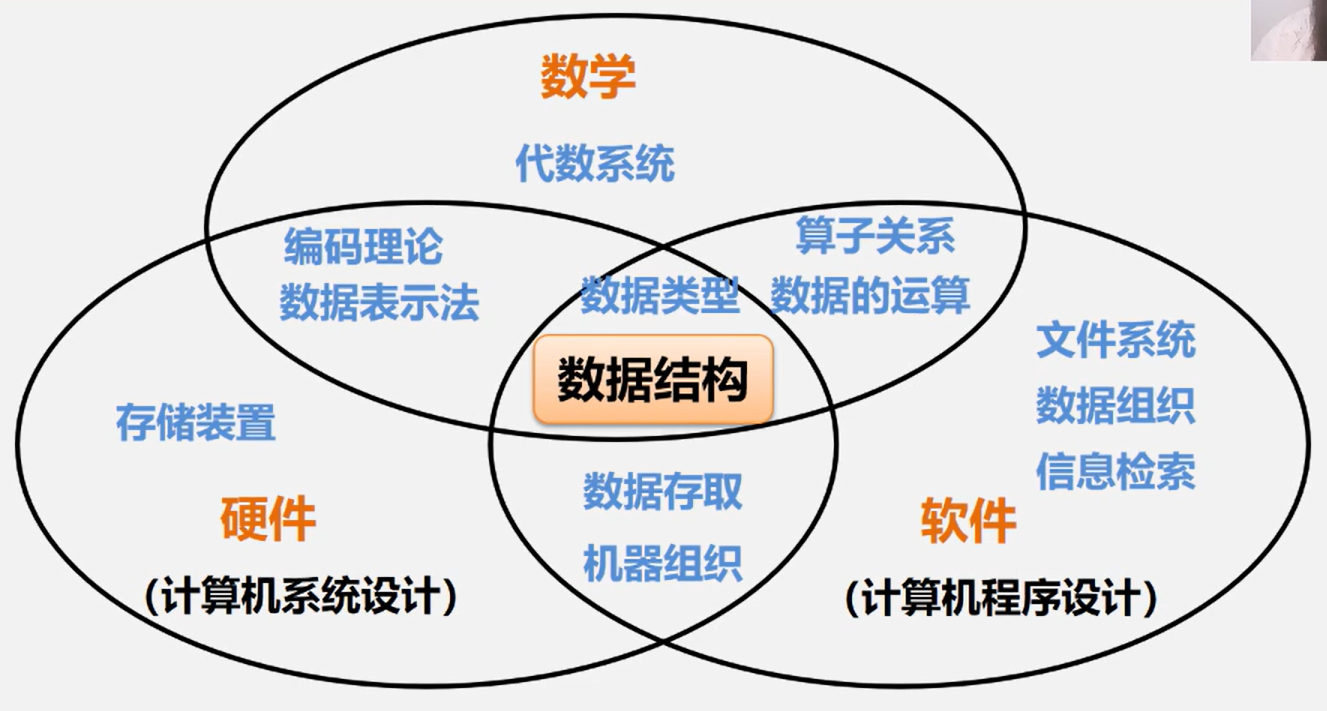 数学
代数系统
编码理论
数据表示法
算子关系
数据类型
数据的运算
数据结构
文件系统
数据组织
信息检索
存储装置
硬件
（计算机系统设计）
数据存取
机器组织
软件
（计算机程序设计）